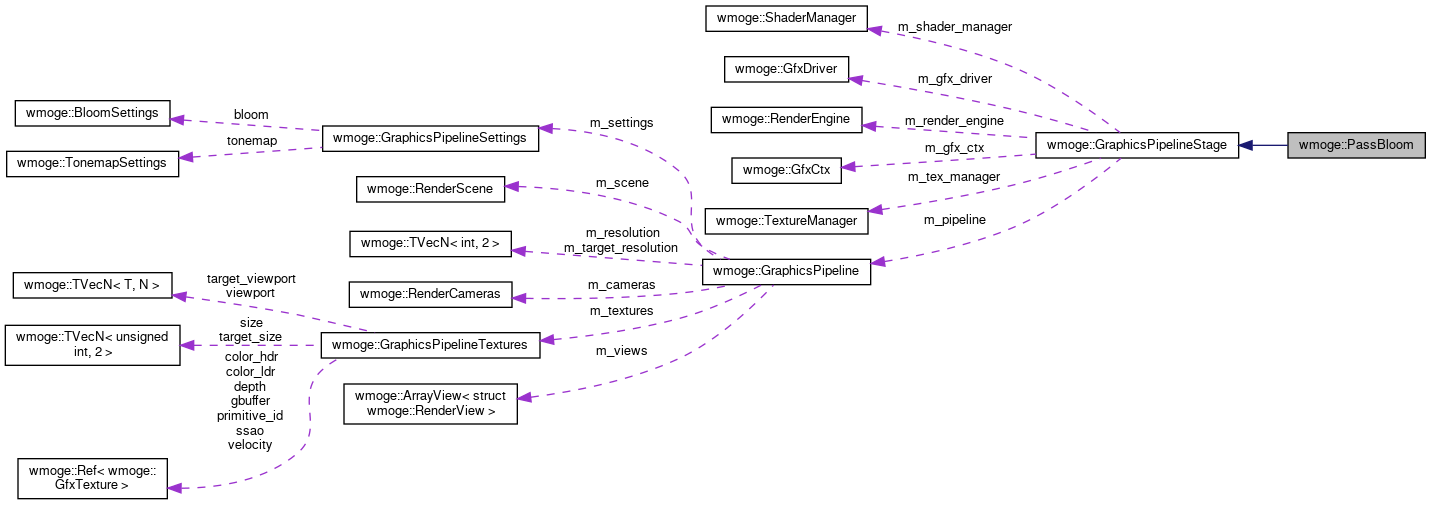 wmoge::ShaderManager
m_shader_manager
wmoge::GfxDriver
m_gfx_driver
wmoge::BloomSettings
bloom
m_settings
wmoge::RenderEngine
m_render_engine
wmoge::GraphicsPipelineSettings
tonemap
wmoge::GraphicsPipelineStage
wmoge::PassBloom
wmoge::TonemapSettings
m_gfx_ctx
wmoge::GfxCtx
m_scene
wmoge::RenderScene
m_tex_manager
wmoge::TextureManager
m_pipeline
m_resolution
m_target_resolution
wmoge::TVecN< int, 2 >
wmoge::GraphicsPipeline
target_viewport
viewport
wmoge::TVecN< T, N >
m_cameras
wmoge::RenderCameras
m_textures
size
target_size
wmoge::TVecN< unsigned
int, 2 >
wmoge::GraphicsPipelineTextures
m_views
color_hdr
color_ldr
depth
gbuffer
primitive_id
ssao
velocity
wmoge::ArrayView< struct
wmoge::RenderView >
wmoge::Ref< wmoge::
GfxTexture >